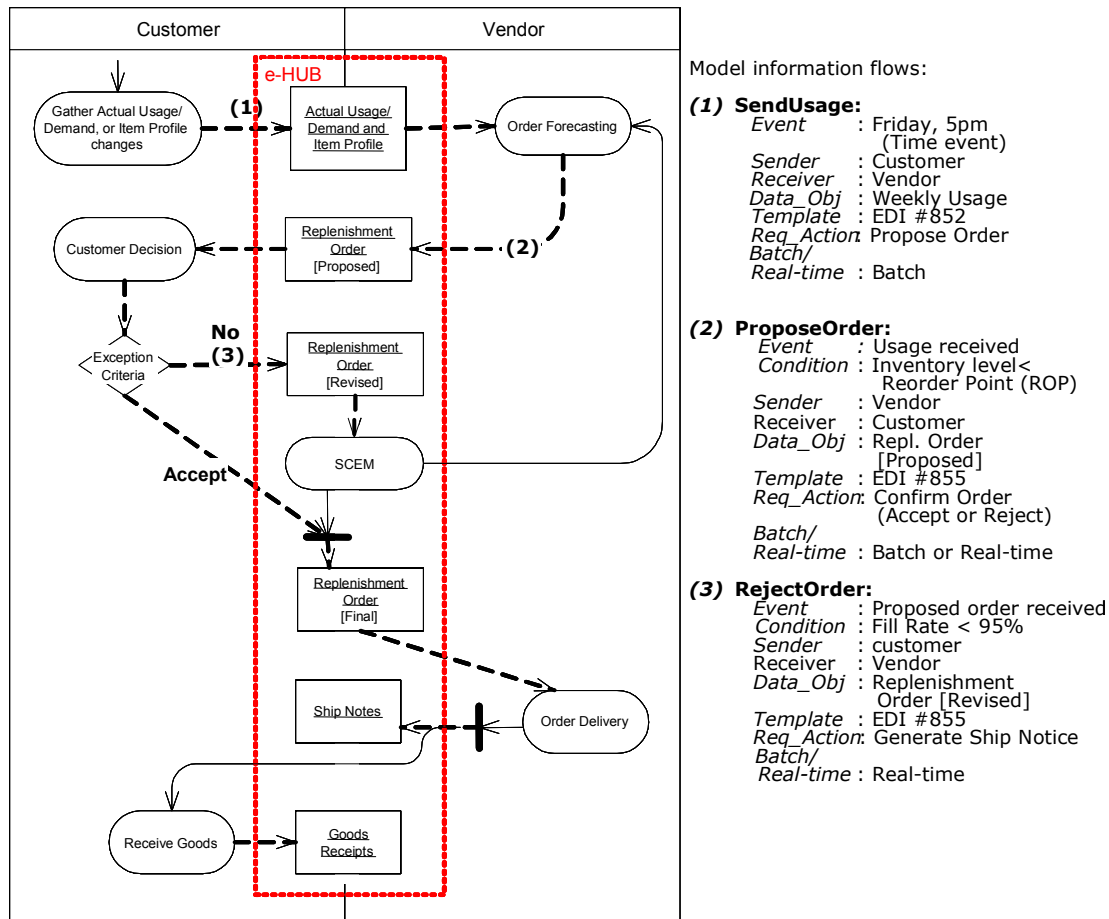 Customer
Vendor
e-HUB
Gather Actual Usage/
Demand, or Item Profile
changes
(1)
Actual Usage/
Demand and
Item Profile
Order Forecasting
Customer Decision
Replenishment
Order
[Proposed]
(2)
Exception
Criteria
No
(3)
Replenishment
Order
[Revised]
Accept
SCEM
Replenishment
Order
[Final]
Ship Notes
Order Delivery
Receive Goods
Goods
Receipts
Model information flows:
(1) SendUsage:
Event : Friday, 5pm
(Time event)
Sender : Customer
Receiver : Vendor
Data_Obj : Weekly Usage
Template : EDI #852
Req_Action: Propose Order
Batch/
Real-time : Batch
(2) ProposeOrder:
Event : Usage received
Condition : Inventory level<
Reorder Point (ROP)
Sender : Vendor
Receiver : Customer
Data_Obj : Repl. Order
[Proposed]
Template : EDI #855
Req_Action: Confirm Order
(Accept or Reject)
Batch/
Real-time : Batch or Real-time
(3) RejectOrder:
Event : Proposed order received
Condition : Fill Rate < 95%
Sender : customer
Receiver : Vendor
Data_Obj : Replenishment
Order [Revised]
Template : EDI #855
Req_Action: Generate Ship Notice
Batch/
Real-time : Real-time